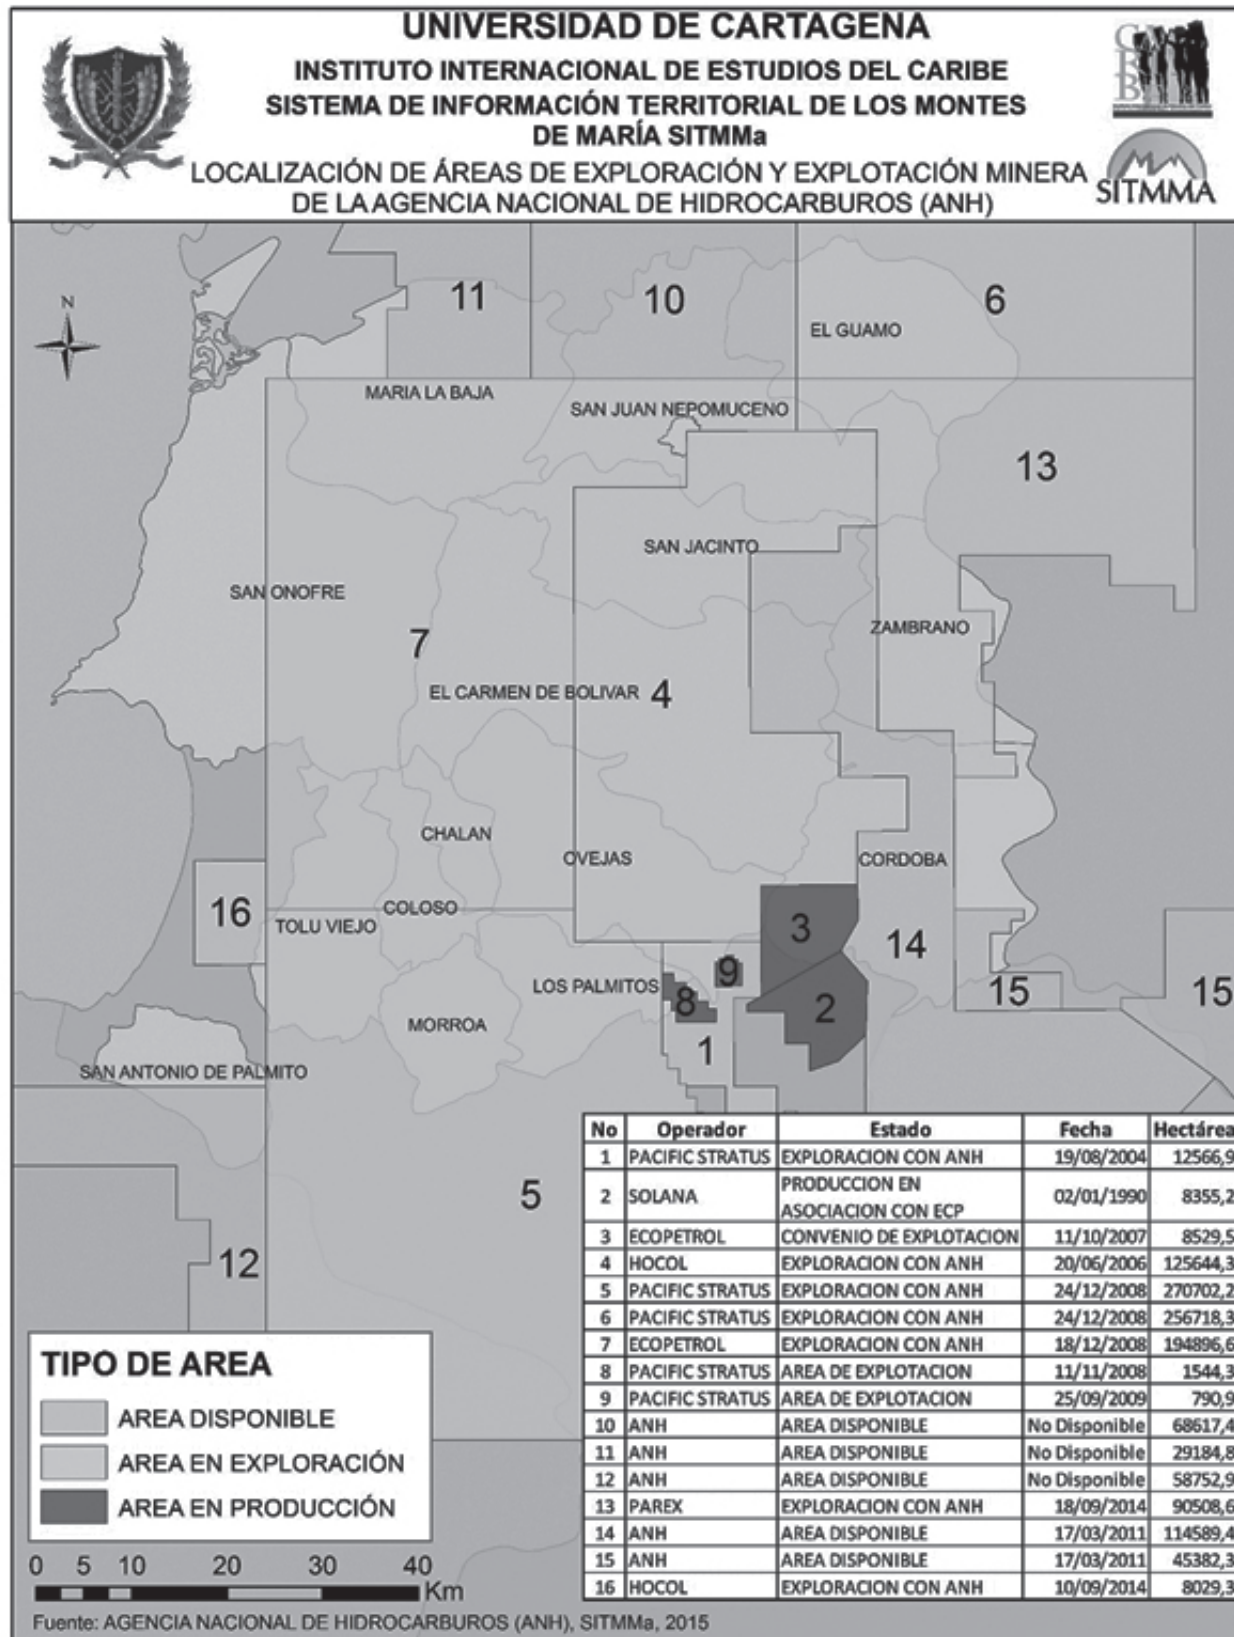 UNIVERSIDAD DE CARTAGENA
INSTITUTO INTERNACIONAL DE ESTUDIOS DEL CARIBE
SISTEMA DE INFORMACIÓN TERRITORIAL DE LOS MONTES
DE MARÍA SITMMa
LOCALIZACIÓN DE ÁREAS DE EXPLORACIÓN Y EXPLOTACIÓN MINERA
DE LA AGENCIA NACIONAL DE HIDROCARBUROS (ANH)
SITMMA
N
11
10
6
EL GUAMO
MARIA LA BAJA
SAN JUAN NEPOMUCENO
13
SAN JACINTO
SAN ONOFRE
7
ZAMBRANO
EL CARMEN DE BOLIVAR
4
CHALAN
OVEJAS
CORDOBA
16
COLOSO
TOLU VIEJO
3
14
LOS PALMITOS
9
8
2
15
15
MORROA
1
SAN ANTONIO DE PALMITO
5
12
No Operador Estado Fecha Hectárea
1 PACIFIC STRATUS EXPLORACION CON ANH 19/08/2004 12566,9
2 SOLANA PRODUCCION EN ASOCIACION CON ECP 02/01/1990 8355,2
3 ECOPETROL CONVENIO DE EXPLOTACION 11/10/2007 8529,5
4 HOCOL EXPLORACION CON ANH 20/06/2006 125644,3
5 PACIFIC STRATUS EXPLORACION CON ANH 24/12/2008 270702,2
6 PACIFIC STRATUS EXPLORACION CON ANH 24/12/2008 256718,3
7 ECOPETROL EXPLORACION CON ANH 18/12/2008 194896,6
8 PACIFIC STRATUS AREA DE EXPLOTACION 11/11/2008 1544,3
9 PACIFIC STRATUS AREA DE EXPLOTACION 25/09/2009 790,9
10 ANH AREA DISPONIBLE No Disponible 68617,4
11 ANH AREA DISPONIBLE No Disponible 29184,8
12 ANH AREA DISPONIBLE No Disponible 58752,9
13 PAREX EXPLORACION CON ANH 18/09/2014 90508,6
14 ANH AREA DISPONIBLE 17/03/2011 114589,4
15 ANH AREA DISPONIBLE 17/03/2011 45382,3
16 HOCOL EXPLORACION CON ANH 10/09/2014 8029,3
TIPO DE AREA
AREA DISPONIBLE
AREA EN EXPLORACIÓN
AREA EN PRODUCCIÓN
0 5 10 20 30 40
Km
Fuente: AGENCIA NACIONAL DE HIDROCARBUROS (ANH), SITMMa, 2015